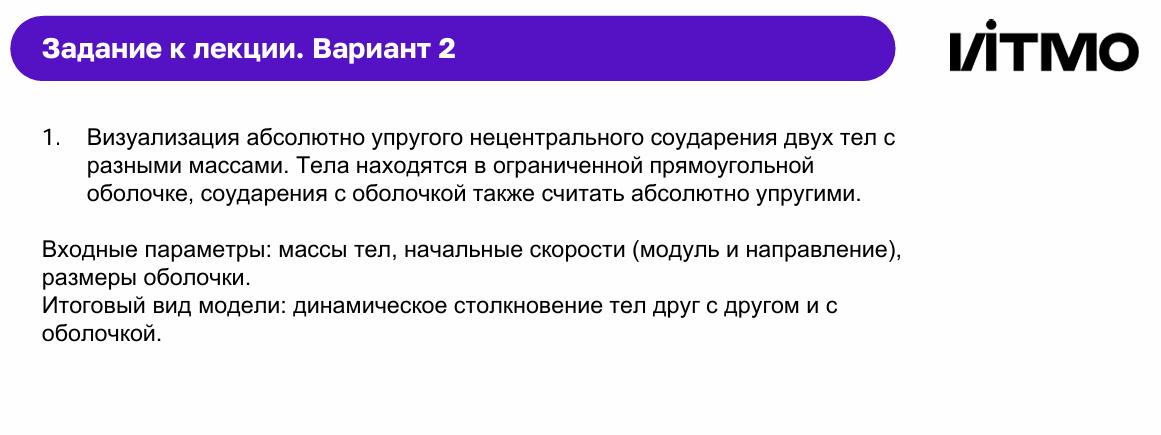 Задание к лекции. Вариант 2
ИTMO
1. Визуализация абсолютно упругого нецентрального соударения двух тел с
разными массами. Тела находятся в ограниченной прямоугольной
оболочке, соударения с оболочкой также считать абсолютно упругими.
Входные параметры: массы тел, начальные скорости (модуль и направление),
размеры оболочки.
Итоговый вид модели: динамическое столкновение тел друг с другом и с
оболочкой.